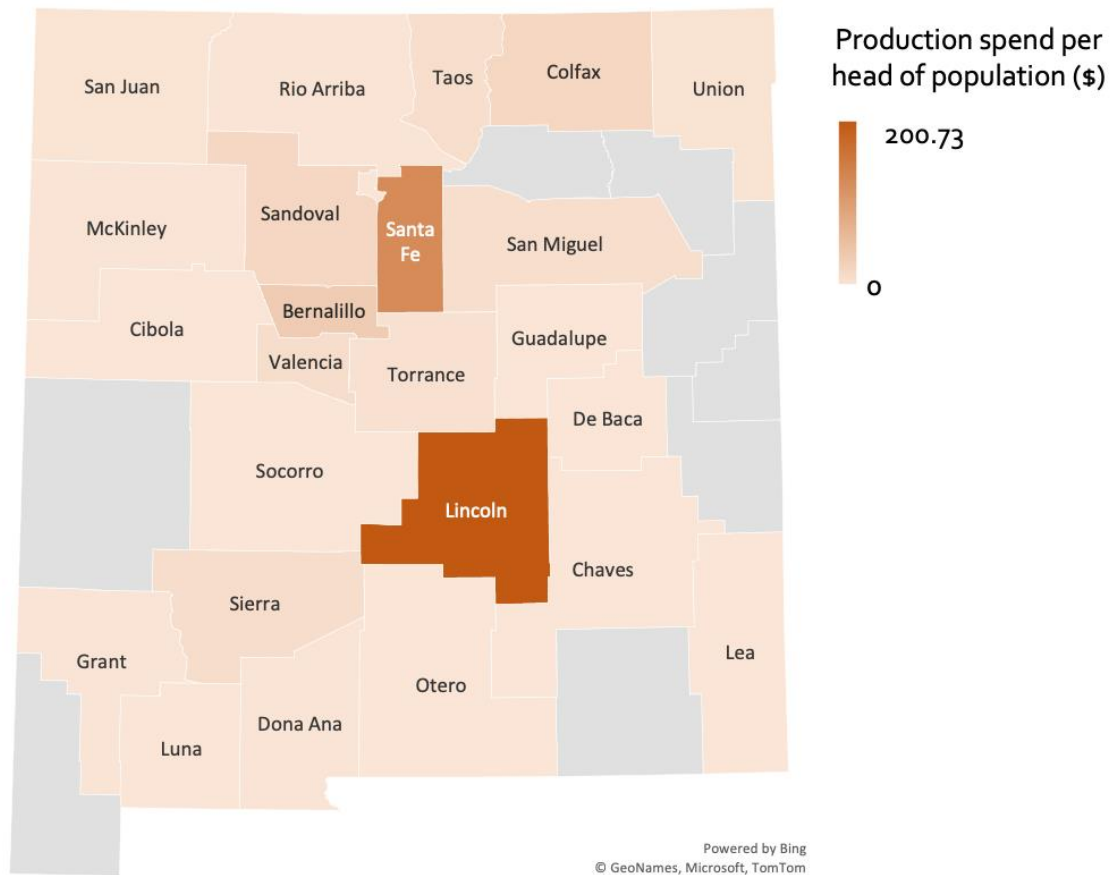 Production spend per
head of population ($)
200.73
0
San Juan
Rio Arriba
Taos
Colfax
Union
McKinley
Sandoval
Santa
Fe
San Miguel
Cibola
Bernalillo
Valencia
Torrance
Guadalupe
De Baca
Socorro
Lincoln
Chaves
Sierra
Grant
Otero
Lea
Dona Ana
Luna
Powered by Bing
© GeoNames, Microsoft, TomTom